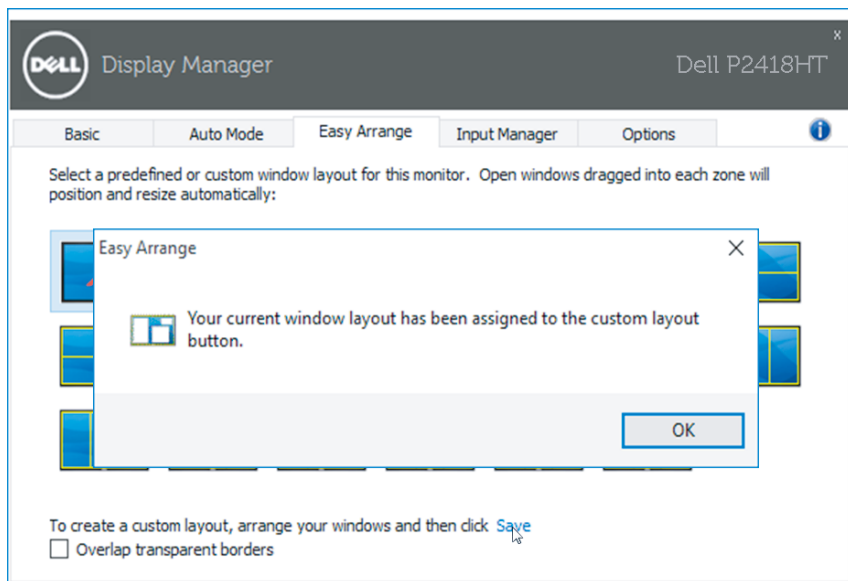 DELL
Display Manager
Dell P2418HT
x
Basic
Auto Mode
Easy Arrange
Input Manager
Options
i
Select a predefined or custom window layout for this monitor. Open windows dragged into each zone will
position and resize automatically:
Easy Arrange
Your current window layout has been assigned to the custom layout
button.
OK
To create a custom layout, arrange your windows and then click Save
Overlap transparent borders